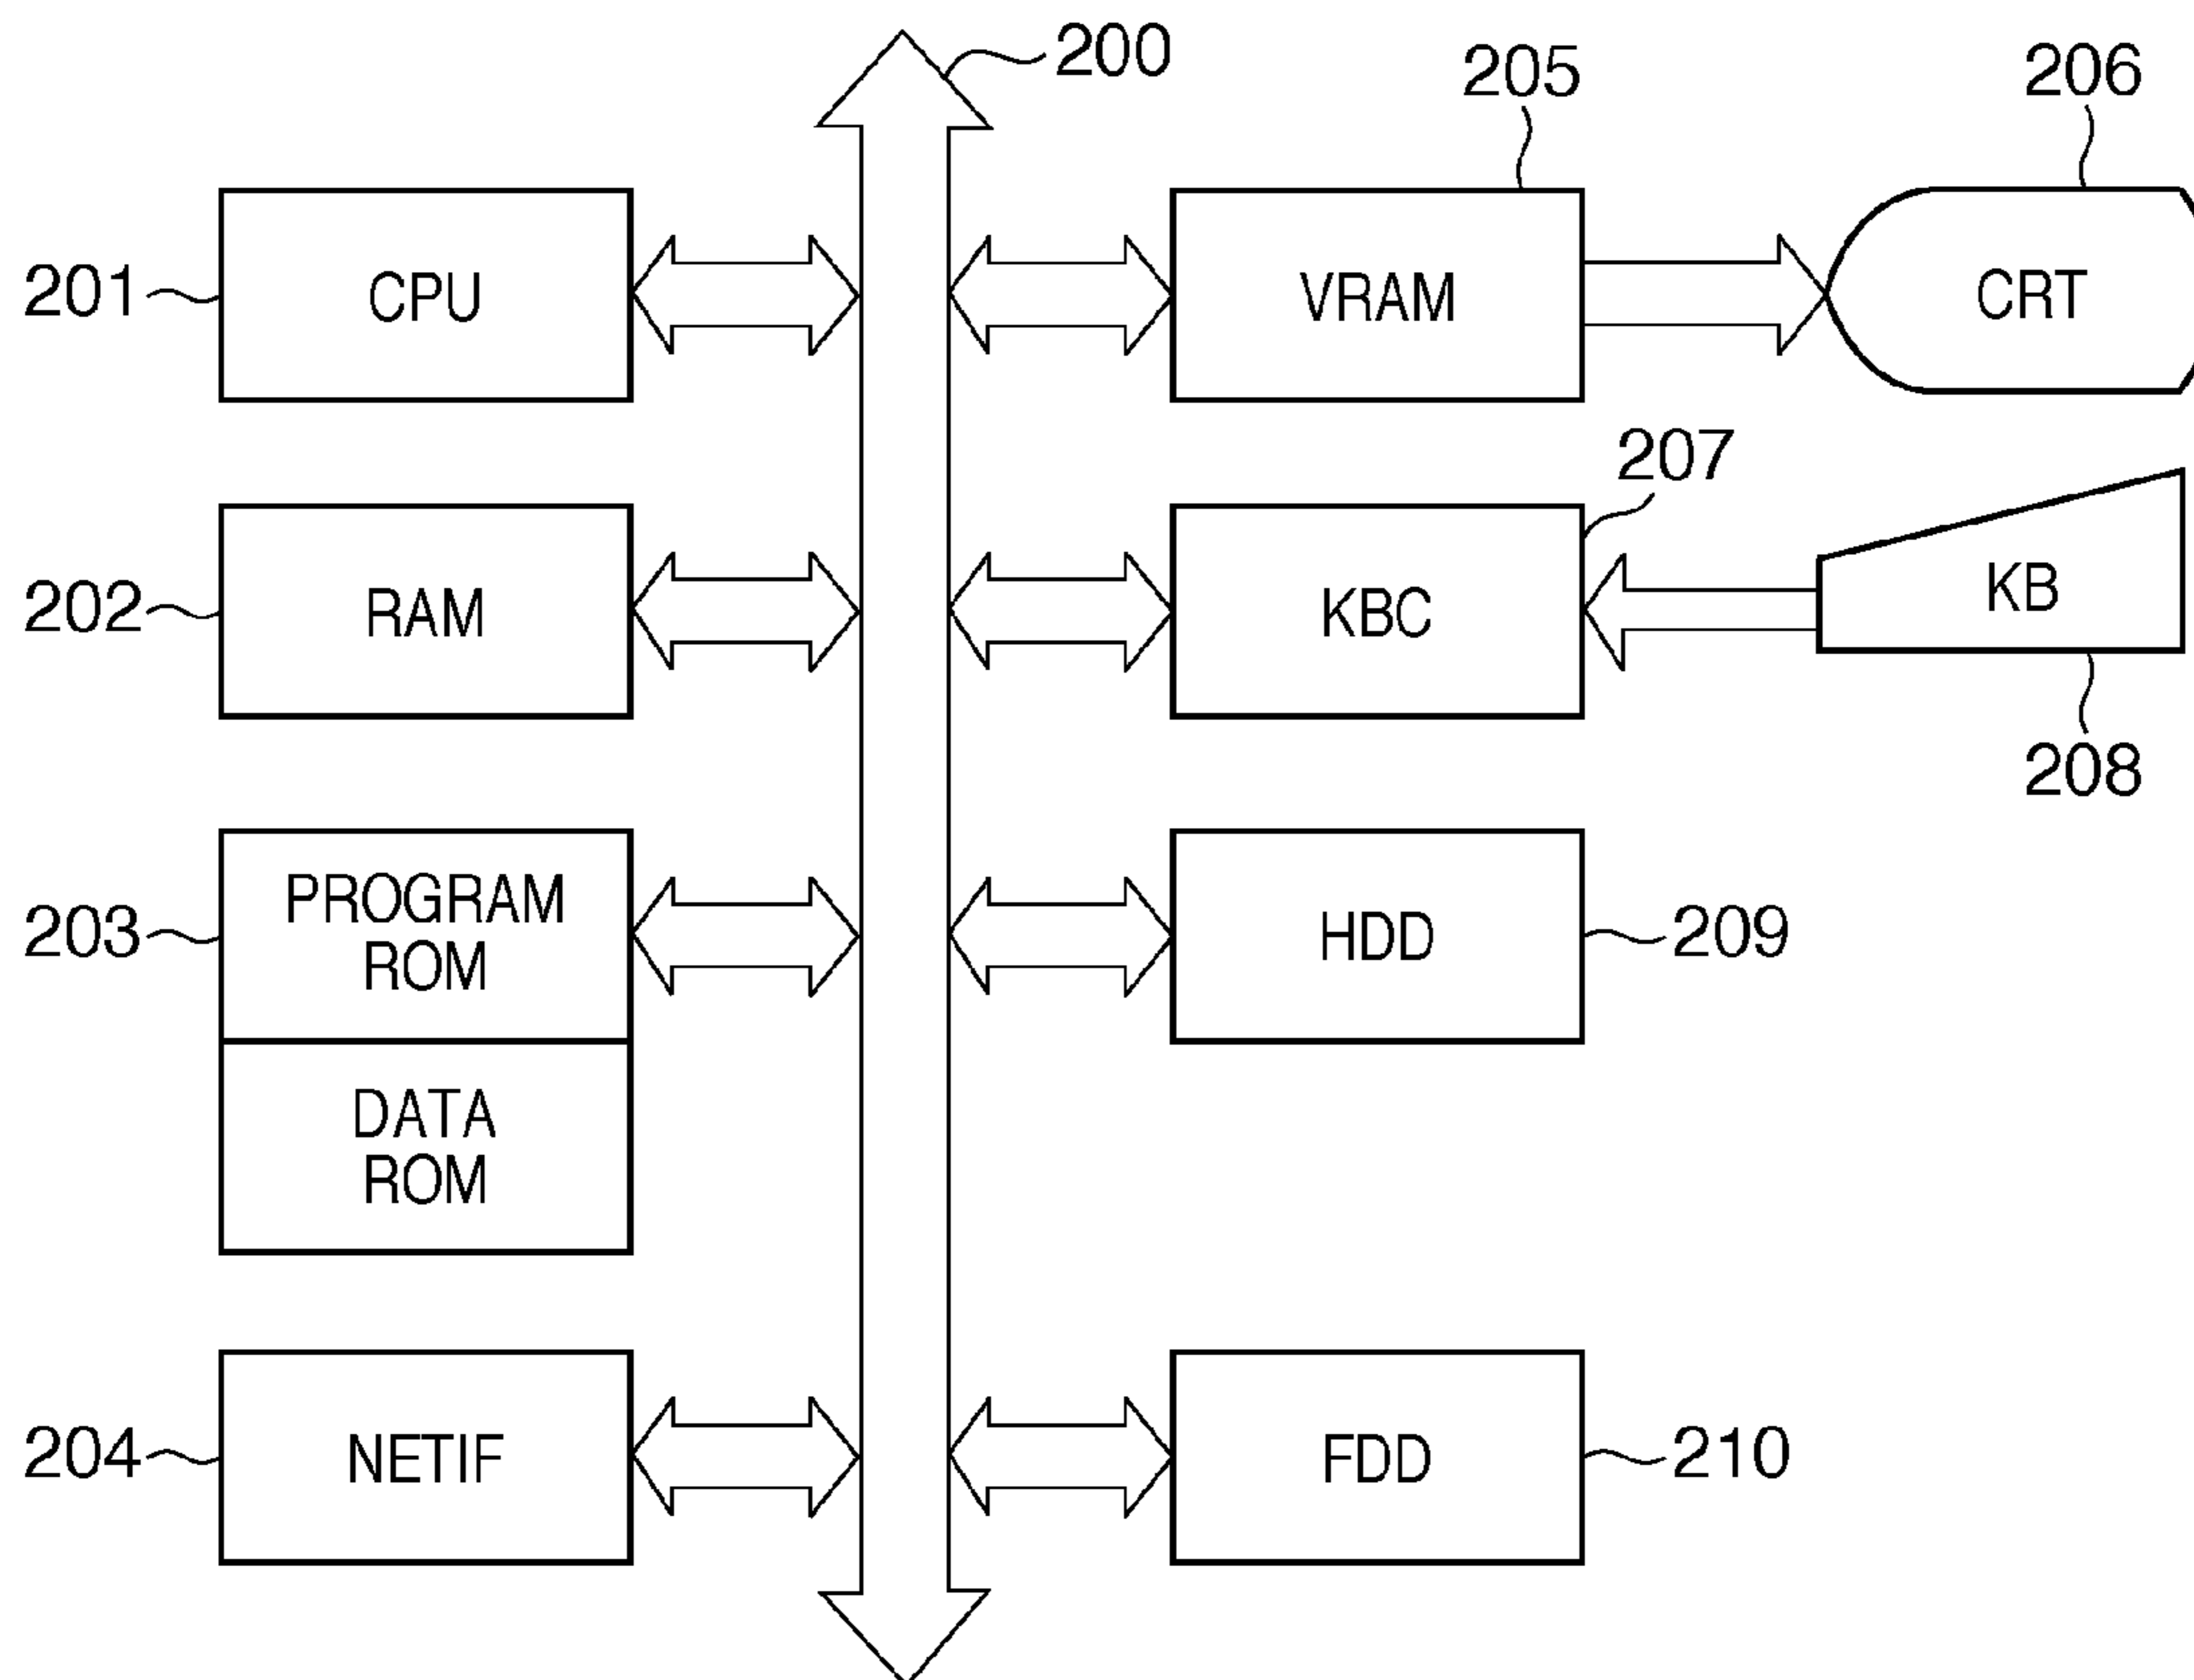 200
205
206
201
CPU
VRAM
CRT
207
202
RAM
KBC
KB
208
203
PROGRAM
ROM
HDD
209
DATA
ROM
204
NETIF
FDD
210